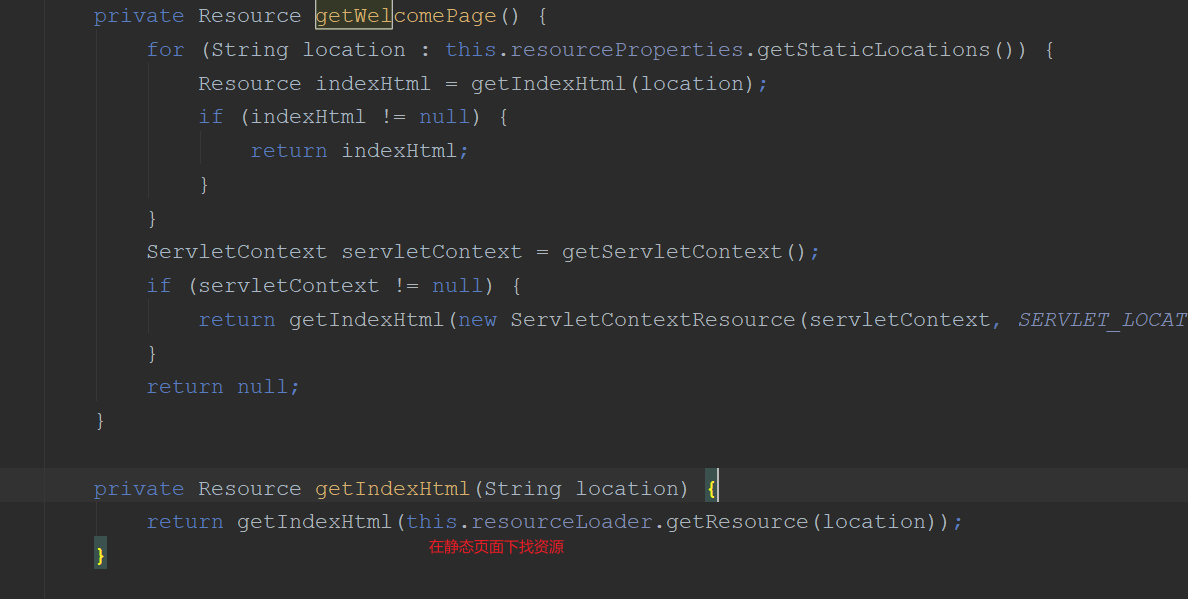 private Resource getWelcomePage() {
for (String location : this.resourceProperties.getStaticLocations()) {
Resource indexHtml = getIndexHtml(location);
if (indexHtml != null) {
return indexHtml;
}
}
ServletContext servletContext = getServletContext();
if (servletContext != null) {
return getIndexHtml(new ServletContextResource(servletContext, SERVLET_LOCAT
}
return null;
}
private Resource getIndexHtml(String location) {
return getIndexHtml(this.resourceLoader.getResource(location));
在静态页面下找资源
}